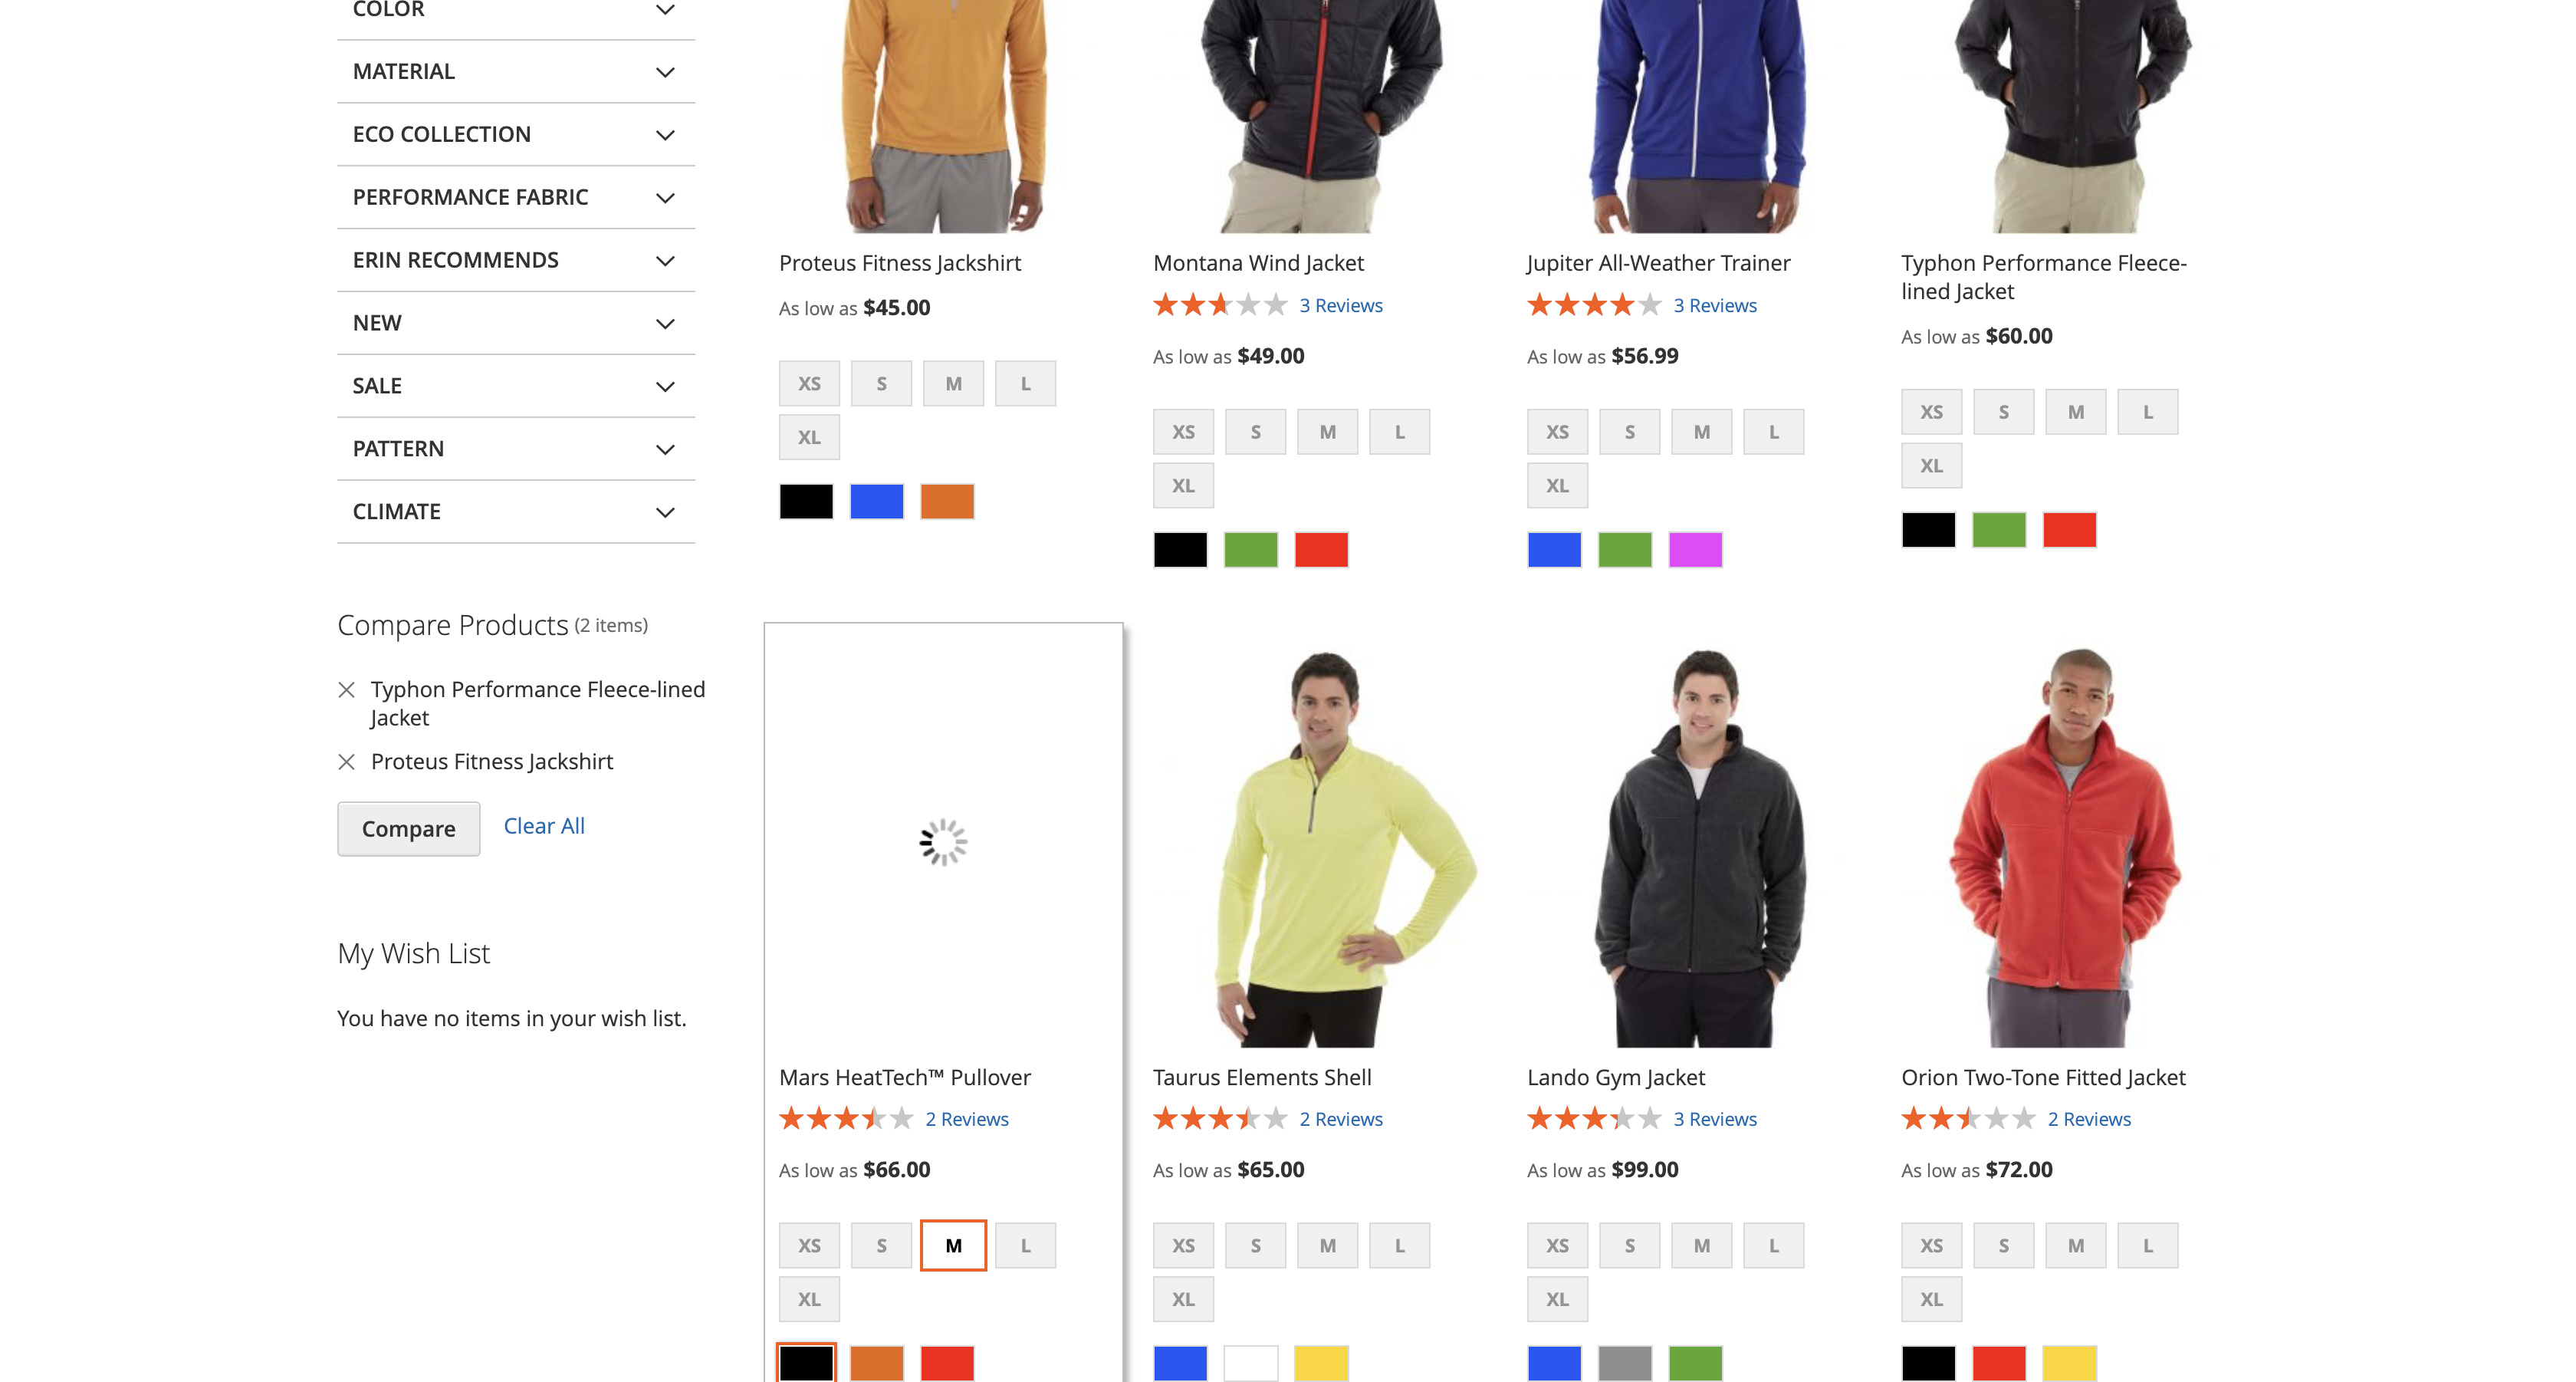 COLOR
MATERIAL
ECO COLLECTION
PERFORMANCE FABRIC
ERIN RECOMMENDS
NEW
SALE
PATTERN
CLIMATE
Compare Products (2 items)
Typhon Performance Fleece-lined
Jacket
Proteus Fitness Jackshirt
Compare
Clear All
My Wish List
You have no items in your wish list.
Proteus Fitness Jackshirt
As low as $45.00
XS S M L
XL
Montana Wind Jacket
3 Reviews
As low as $49.00
XS S M L
XL
Jupiter All-Weather Trainer
3 Reviews
As low as $56.99
XS S M L
XL
Typhon Performance Fleece-
lined Jacket
As low as $60.00
XS S M L
XL
Mars HeatTech™ Pullover
2 Reviews
As low as $66.00
XS S M L
XL
Taurus Elements Shell
2 Reviews
As low as $65.00
XS S M L
XL
Lando Gym Jacket
3 Reviews
As low as $99.00
XS S M L
XL
Orion Two-Tone Fitted Jacket
2 Reviews
As low as $72.00
XS S M L
XL